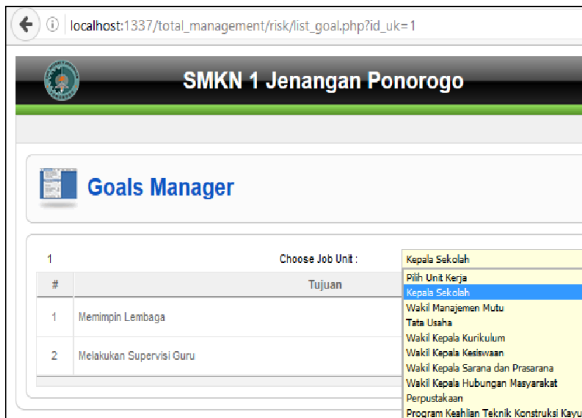 localhost:1337/total_management/risk/list_goal.php?id_uk=1
SMKN 1 Jenangan Ponorogo
Goals Manager
1 Choose Job Unit : Kepala Sekolah
# Tujuan
1 Memimpin Lembaga
2 Melakukan Supervisi Guru
Pilih Unit Kerja
Kepala Sekolah
Wakil Manajemen Mutu
Tata Usaha
Wakil Kepala Kurikulum
Wakil Kepala Kesiswaan
Wakil Kepala Sarana dan Prasarana
Wakil Kepala Hubungan Masyarakat
Perpustakaan
Program Keahlian Teknik Konstruksi Kayu